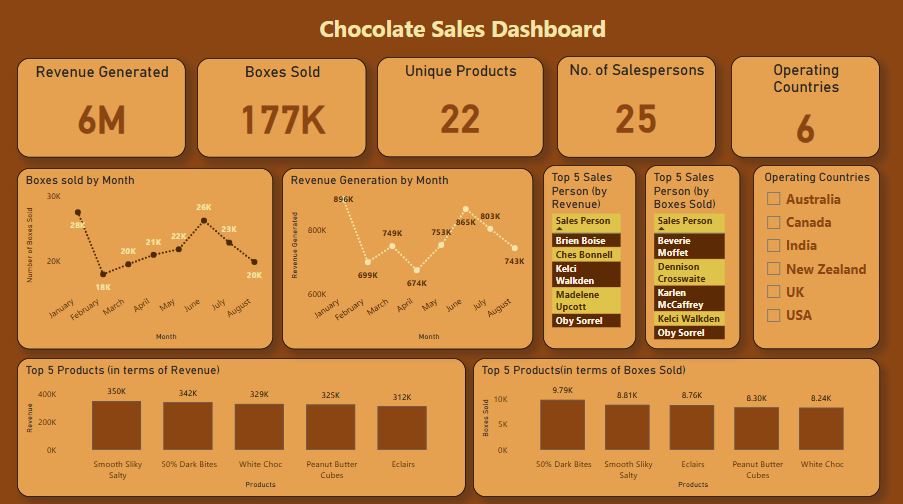 Chocolate Sales Dashboard
Revenue Generated
6M
Boxes Sold
177K
Unique Products
22
No. of Salespersons
25
Operating
Countries
6
Boxes sold by Month
Number of Boxes Sold
30K
20K
28K
18K
20K
21K
22K
26K
23K
20K
January
February
March
April
May
June
July
August
Month
Revenue Generation by Month
Revenue Generated
800K
600K
896K
699K
749K
674K
753K
865K
803K
743K
January
February
March
April
May
June
July
August
Month
Top 5 Sales
Person (by
Revenue)
Sales Person
Brien Boise
Ches Bonnell
Kelci
Walkden
Madelene
Upcott
Oby Sorrel
Top 5 Sales
Person (by
Boxes Sold)
Sales Person
Beverie
Moffet
Dennison
Crosswaite
Karlen
McCaffrey
Kelci Walkden
Oby Sorrel
Operating Countries
Australia
Canada
India
New Zealand
UK
USA
Top 5 Products (in terms of Revenue)
Revenue
400K
200K
0K
350K
342K
329K
325K
312K
Smooth Sliky
Salty
50% Dark Bites
White Choc
Peanut Butter
Cubes
Eclairs
Products
Top 5 Products(in terms of Boxes Sold)
Boxes Sold
10K
5K
0K
9.79K
8.81K
8.76K
8.30K
8.24K
50% Dark Bites
Smooth Sliky
Salty
Eclairs
Peanut Butter
Cubes
White Choc
Products